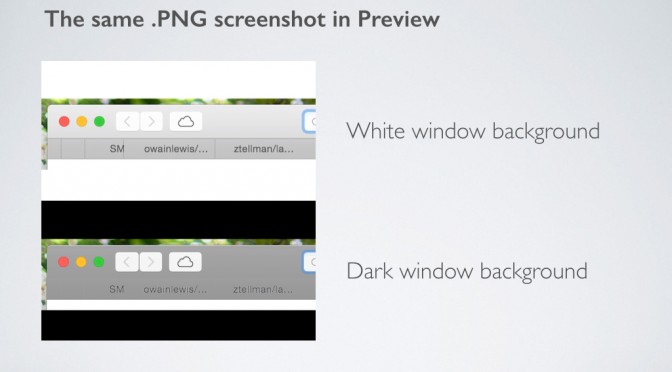 The same .PNG screenshot in Preview
SM owainlewis/... ztellman/la...
White window background
SM owainlewis/... ztellman/la...
Dark window background